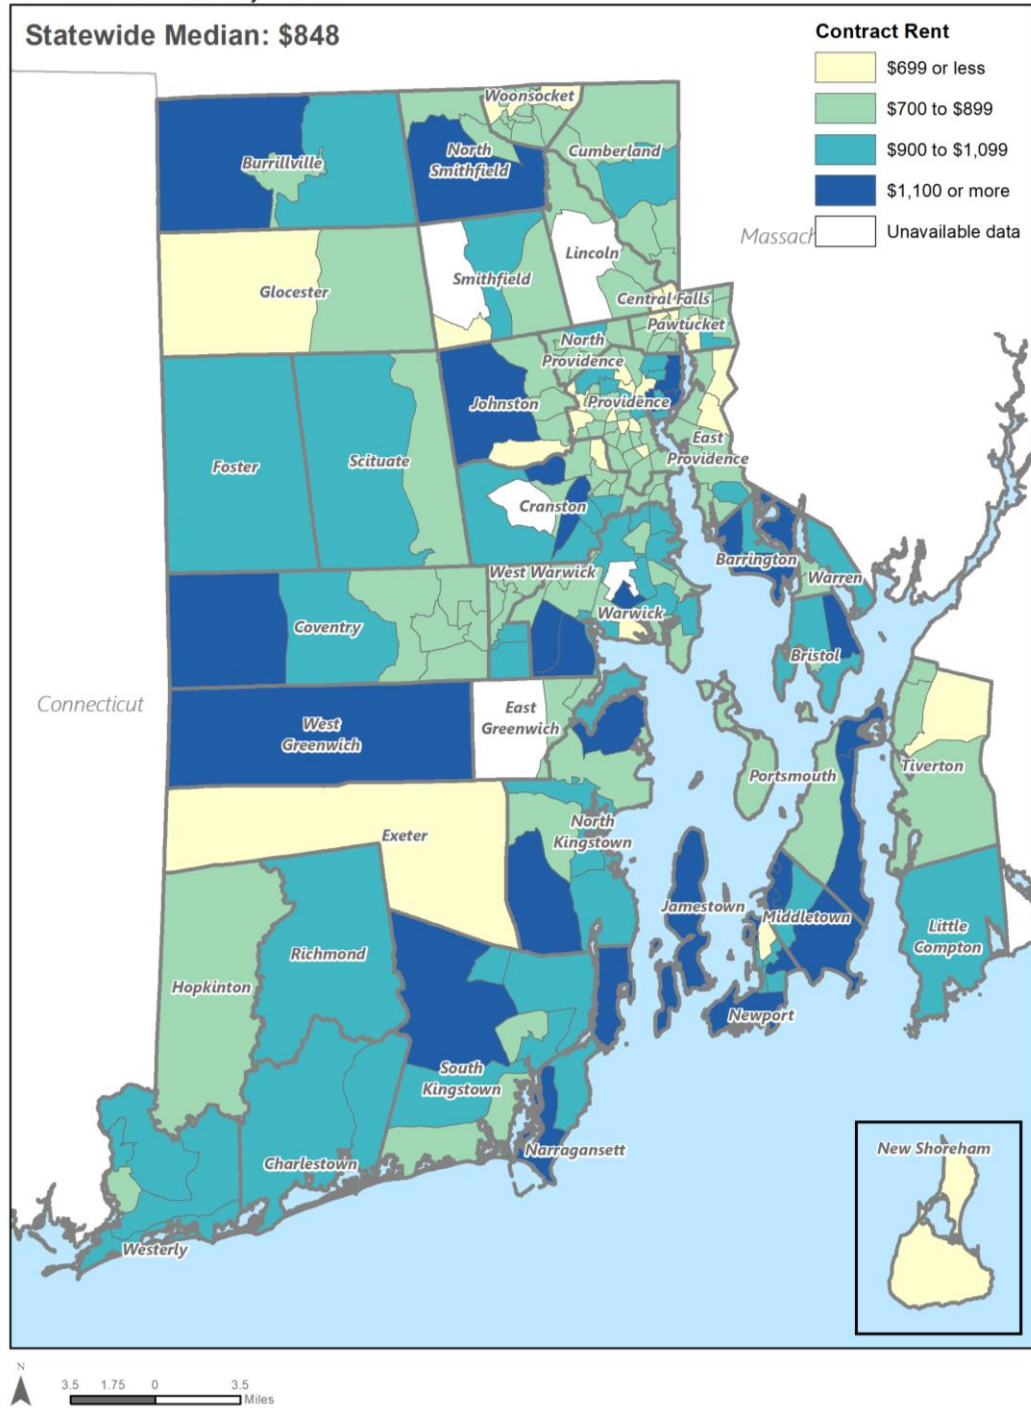 Statewide Median: $848
Contract Rent
$699 or less
$700 to $899
$900 to $1,099
$1,100 or more
Unavailable data
Massach
Connecticut
Woonsocket
Burrillville
North
Smithfield
Cumberland
Glocester
Smithfield
Lincoln
Central Falls
Pawtucket
North
Providence
Johnston
Providence
Foster
Scituate
East
Providence
Cranston
West Warwick
Barrington
Warren
Coventry
Warwick
Bristol
West
Greenwich
East
Greenwich
Portsmouth
Tiverton
Exeter
North
Kingstown
Jamestown
Middletown
Little
Compton
Richmond
Hopkinton
Newport
South
Kingstown
Narragansett
Charlestown
New Shoreham
Westerly
N
3.5 1.75 0 3.5
Miles